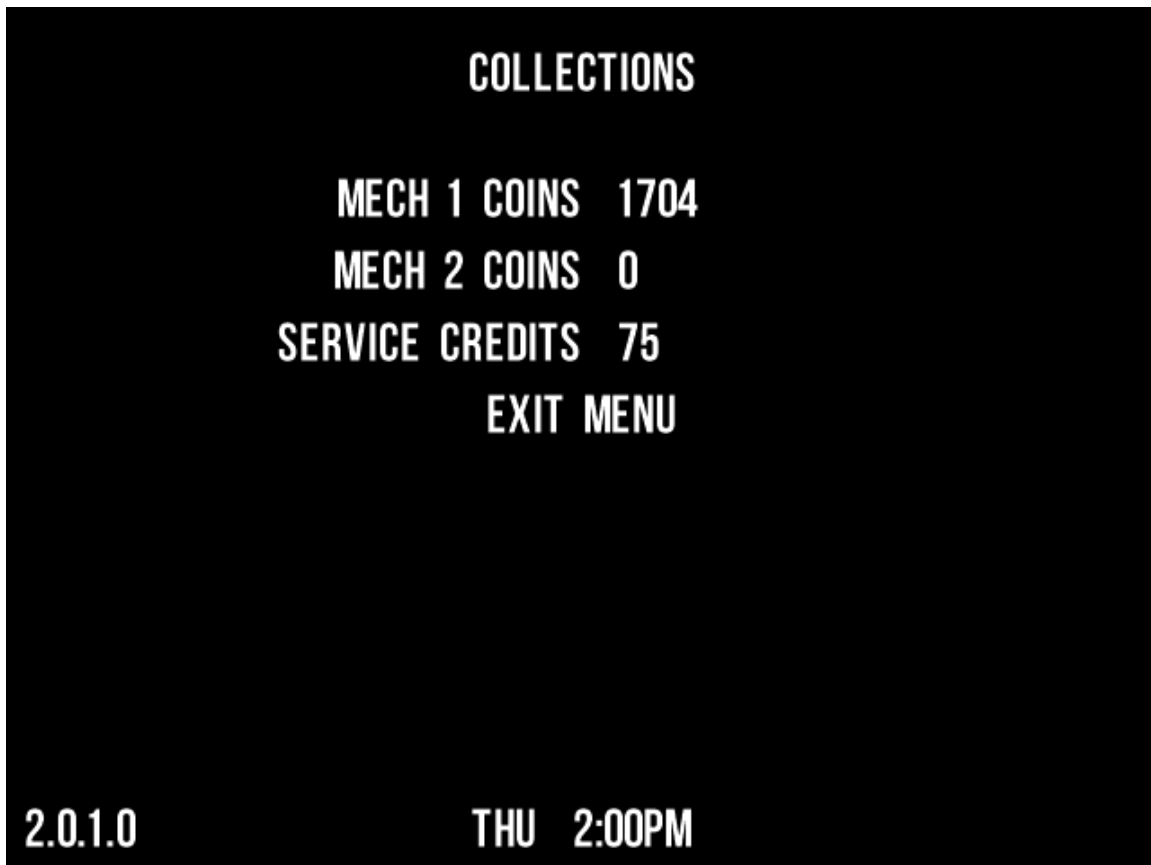 COLLECTIONS
MECH 1 COINS 1704
MECH 2 COINS 0
SERVICE CREDITS 75
EXIT MENU
2.0.1.0 THU 2:00PM